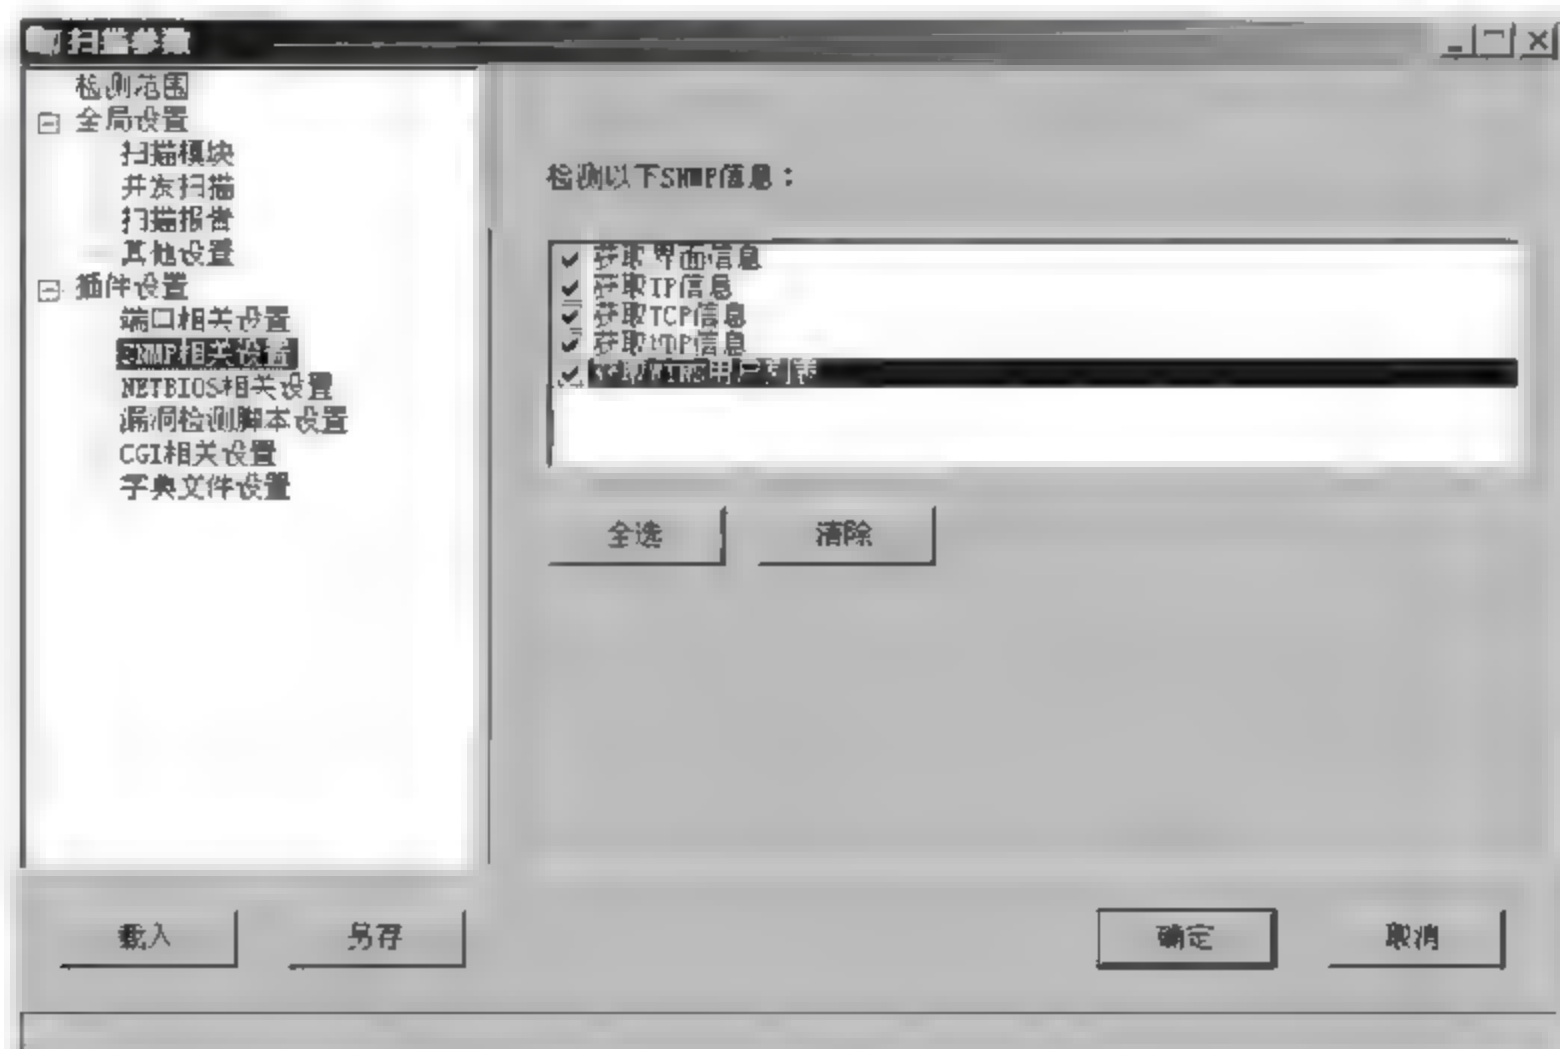 扫描参数
检测范围
全局设置
扫描模块
并发扫描
扫描报告
其他设置
插件设置
端口相关设置
SNMP相关设置
NETBIOS相关设置
漏洞检测脚本设置
CGI相关设置
字典文件设置
检测以下SNMP信息：
获取界面信息
获取IP信息
获取TCP信息
获取UDP信息
获取用户列表
全选
清除
载入
另存
确定
取消